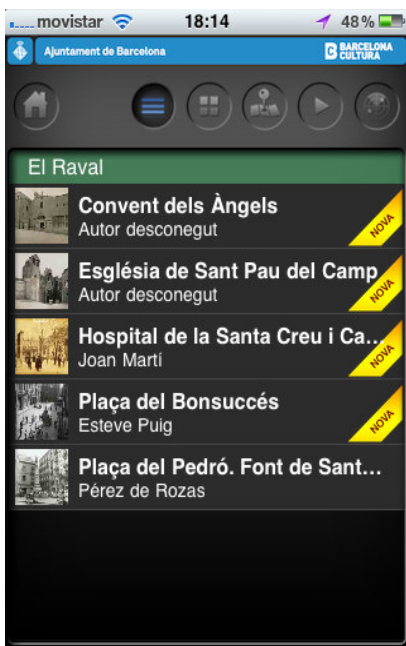 movistar 18:14 48%
Ajuntament de Barcelona
B BARCELONA
CULTURA
El Raval
Convent dels Àngels
Autor desconegut
NOVA
Església de Sant Pau del Camp
Autor desconegut
NOVA
Hospital de la Santa Creu i Ca...
Joan Martí
NOVA
Plaça del Bonsuccés
Esteve Puig
NOVA
Plaça del Pedró. Font de Sant...
Pérez de Rozas